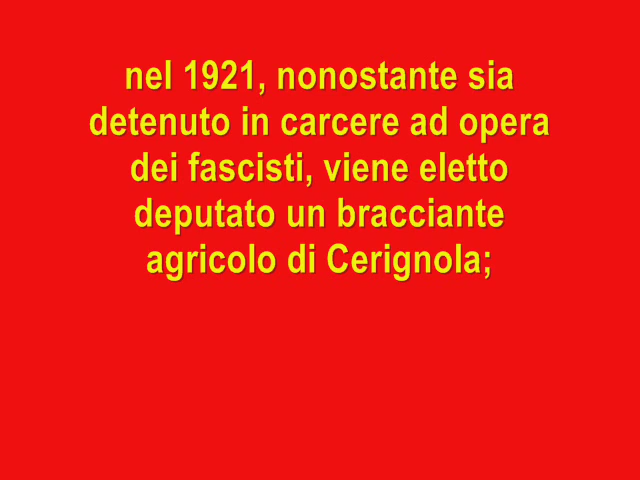 nel 1921, nonostante sia
detenuto in carcere ad opera
dei fascisti, viene eletto
deputato un bracciante
agricolo di Cerignola;